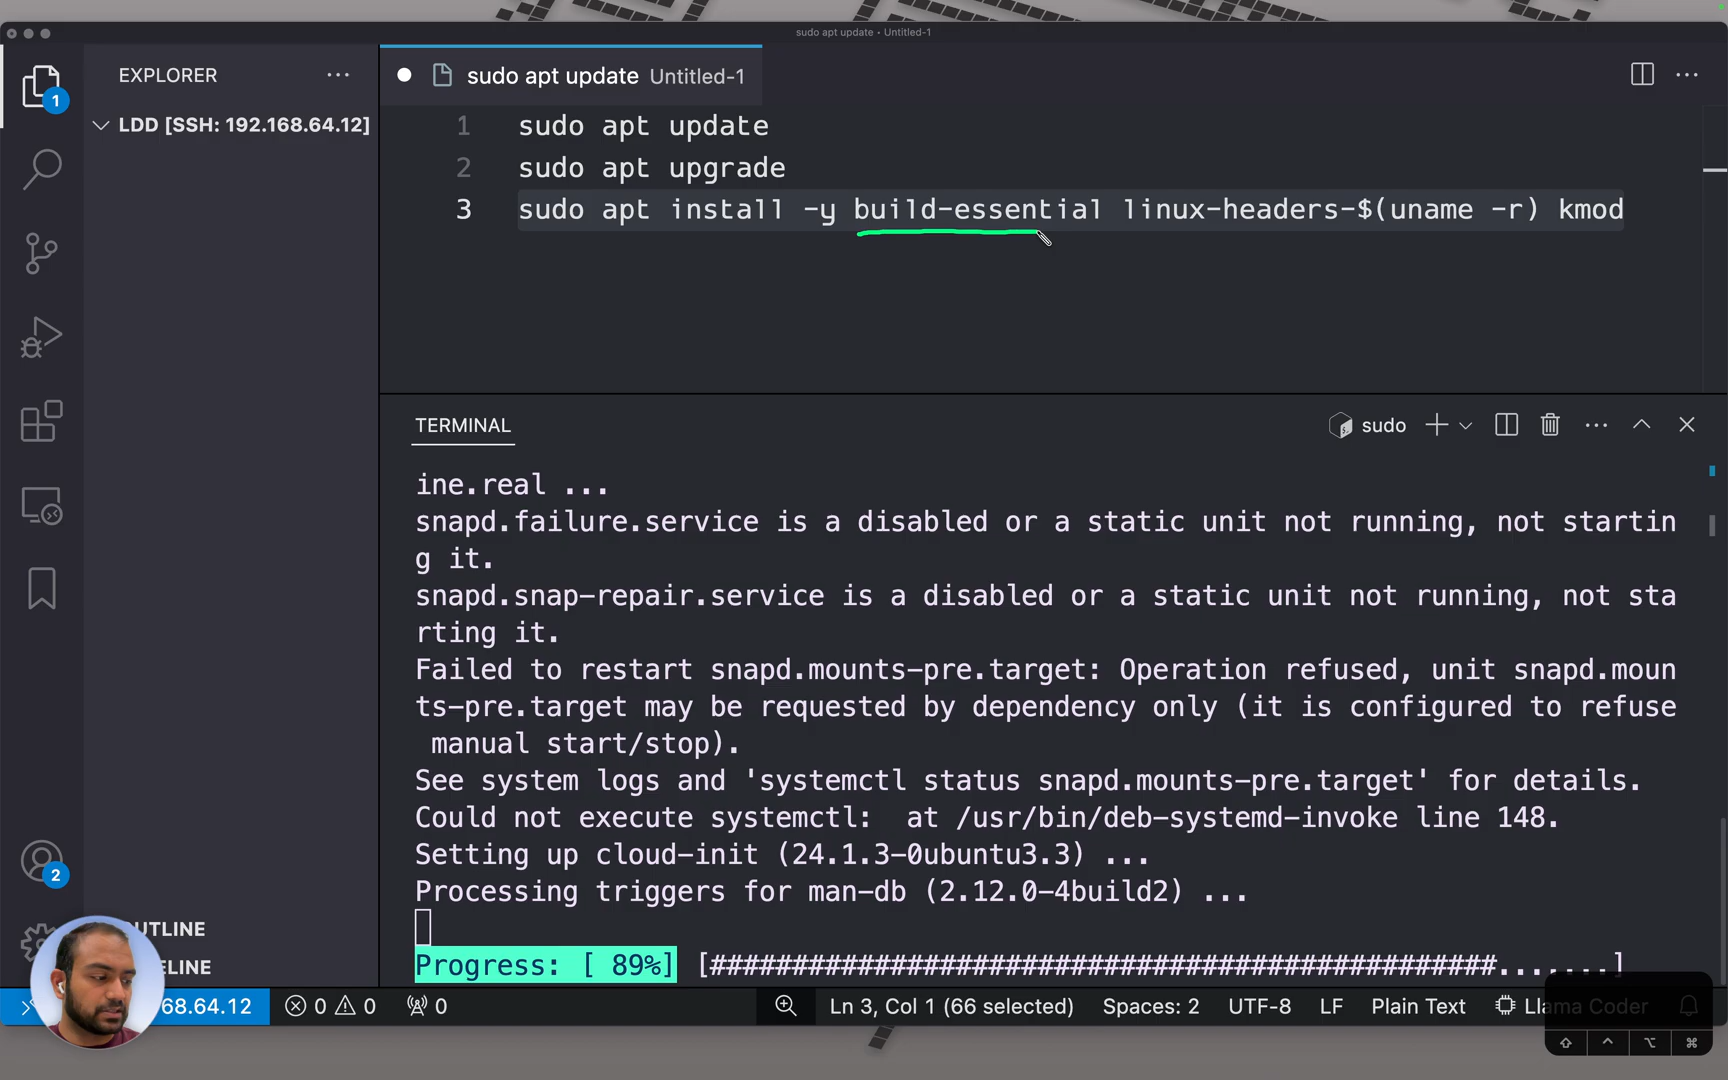 sudo apt update • Untitled-1
EXPLORER
sudo apt update Untitled-1
1
LDD [SSH: 192.168.64.12]
1 sudo apt update
2 sudo apt upgrade
3 sudo apt install -y build-essential linux-headers-$(uname -r) kmod
TERMINAL
sudo
ine.real ...
snapd.failure.service is a disabled or a static unit not running, not startin
g it.
snapd.snap-repair.service is a disabled or a static unit not running, not sta
rting it.
Failed to restart snapd.mounts-pre.target: Operation refused, unit snapd.moun
ts-pre.target may be requested by dependency only (it is configured to refuse
manual start/stop).
See system logs and 'systemctl status snapd.mounts-pre.target' for details.
Could not execute systemctl:  at /usr/bin/deb-systemd-invoke line 148.
Setting up cloud-init (24.1.3-0ubuntu3.3) ...
Processing triggers for man-db (2.12.0-4build2) ...
2
UTLINE
ELINE
Progress: [ 89%] [################################################.......]
68.64.12 0 0 0 Ln 3, Col 1 (66 selected) Spaces: 2 UTF-8 LF Plain Text Llama Coder